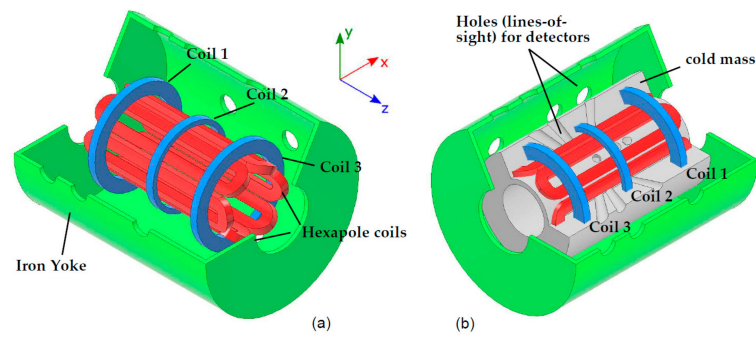 Coil 1
Coil 2
Coil 3
Hexapole coils
Iron Yoke
(a)
y
x
z
Holes (lines-of-
sight) for detectors
cold mass
Coil 1
Coil 2
Coil 3
(b)